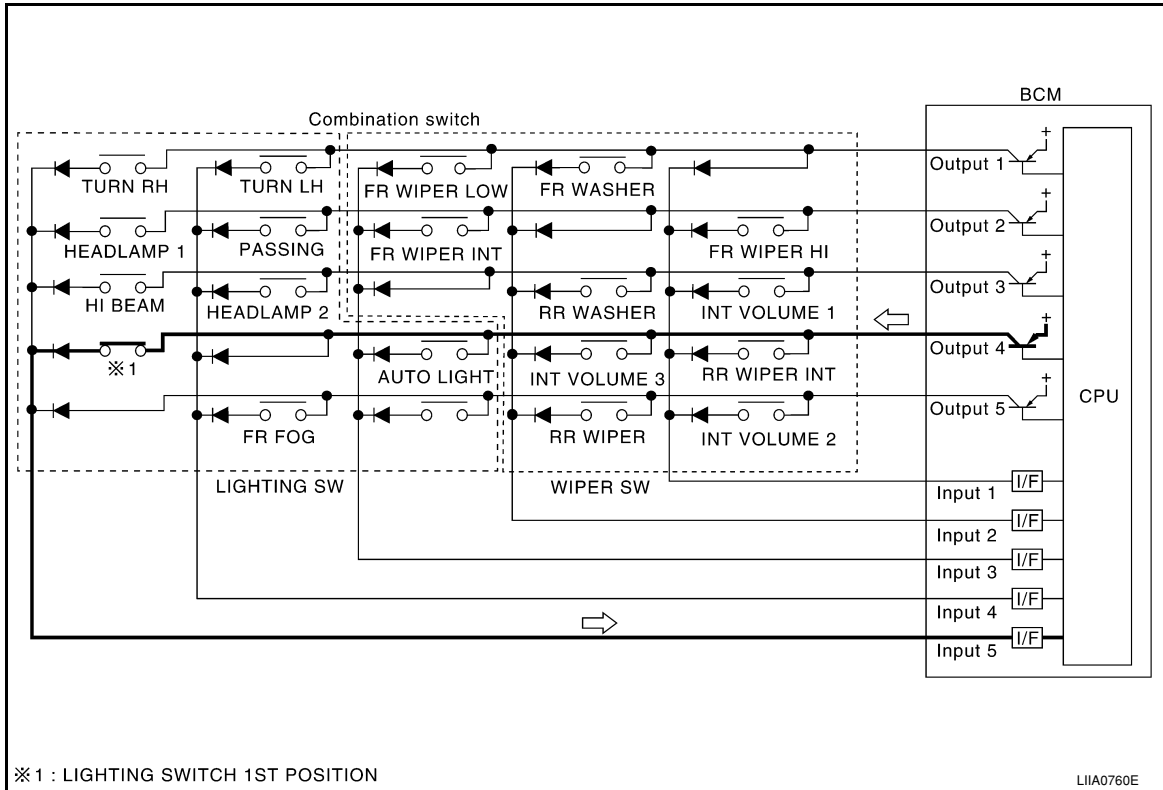 BCM
Combination switch
+
Output 1
TURN RH
TURN LH
FR WIPER LOW
FR WASHER
+
Output 2
HEADLAMP 1
PASSING
FR WIPER INT
FR WIPER HI
+
Output 3
HI BEAM
HEADLAMP 2
RR WASHER
INT VOLUME 1
+
Output 4
※1
AUTO LIGHT
INT VOLUME 3
RR WIPER INT
+
Output 5
CPU
FR FOG
RR WIPER
INT VOLUME 2
LIGHTING SW
WIPER SW
Input 1
I/F
Input 2
I/F
Input 3
I/F
Input 4
I/F
Input 5
I/F
※1 : LIGHTING SWITCH 1ST POSITION
LIIA0760E